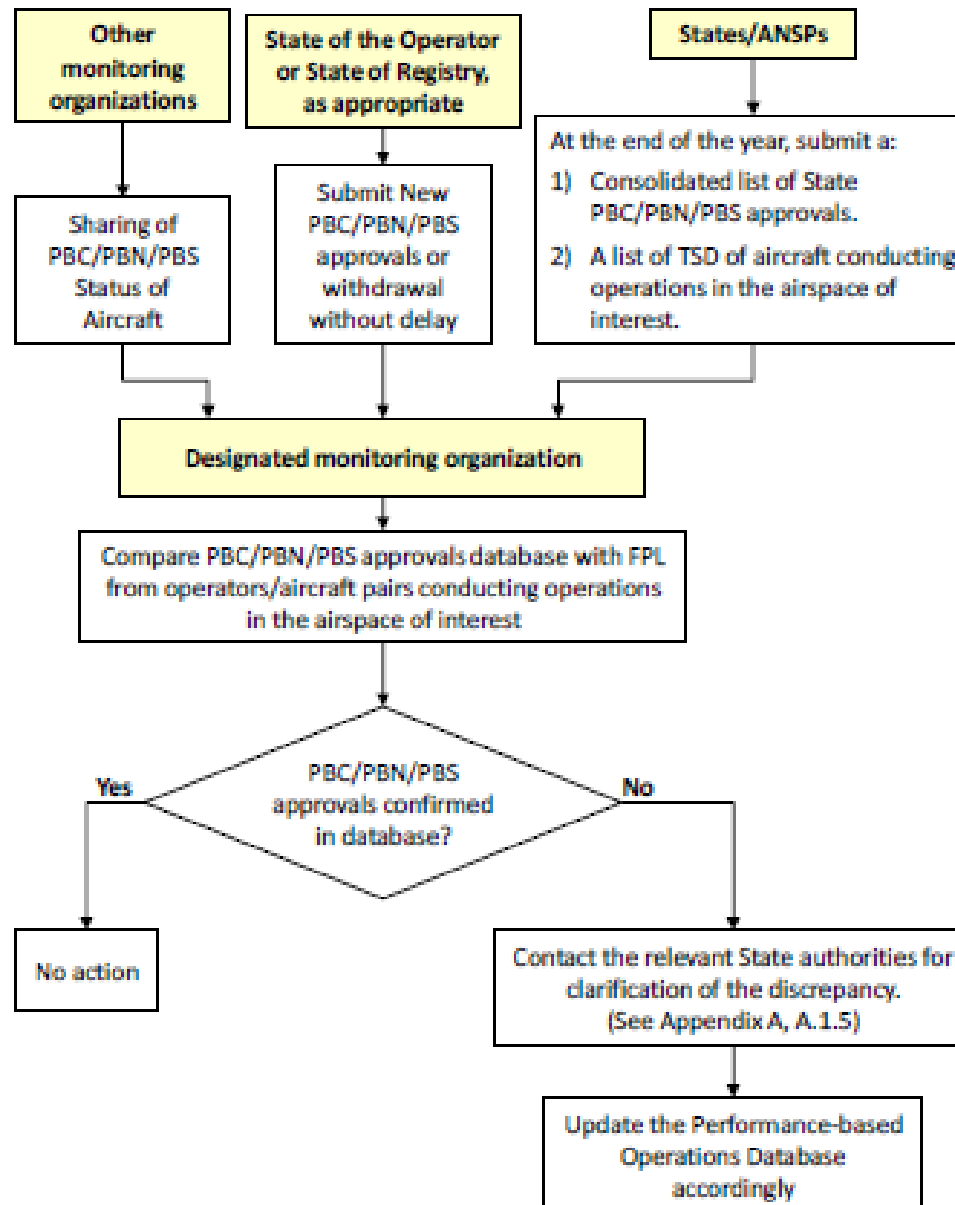 Other
monitoring
organizations
State of the Operator
or State of Registry,
as appropriate
States/ANSPs
Sharing of
PBC/PBN/PBS
Status of
Aircraft
Submit New
PBC/PBN/PBS
approvals or
withdrawal
without delay
At the end of the year, submit a:
1) Consolidated list of State
PBC/PBN/PBS approvals.
2) A list of TSD of aircraft conducting
operations in the airspace of
interest.
Designated monitoring organization
Compare PBC/PBN/PBS approvals database with FPL
from operators/aircraft pairs conducting operations
in the airspace of interest
Yes
PBC/PBN/PBS
approvals confirmed
in database?
No
No action
Contact the relevant State authorities for
clarification of the discrepancy.
(See Appendix A, A.1.5)
Update the Performance-based
Operations Database
accordingly